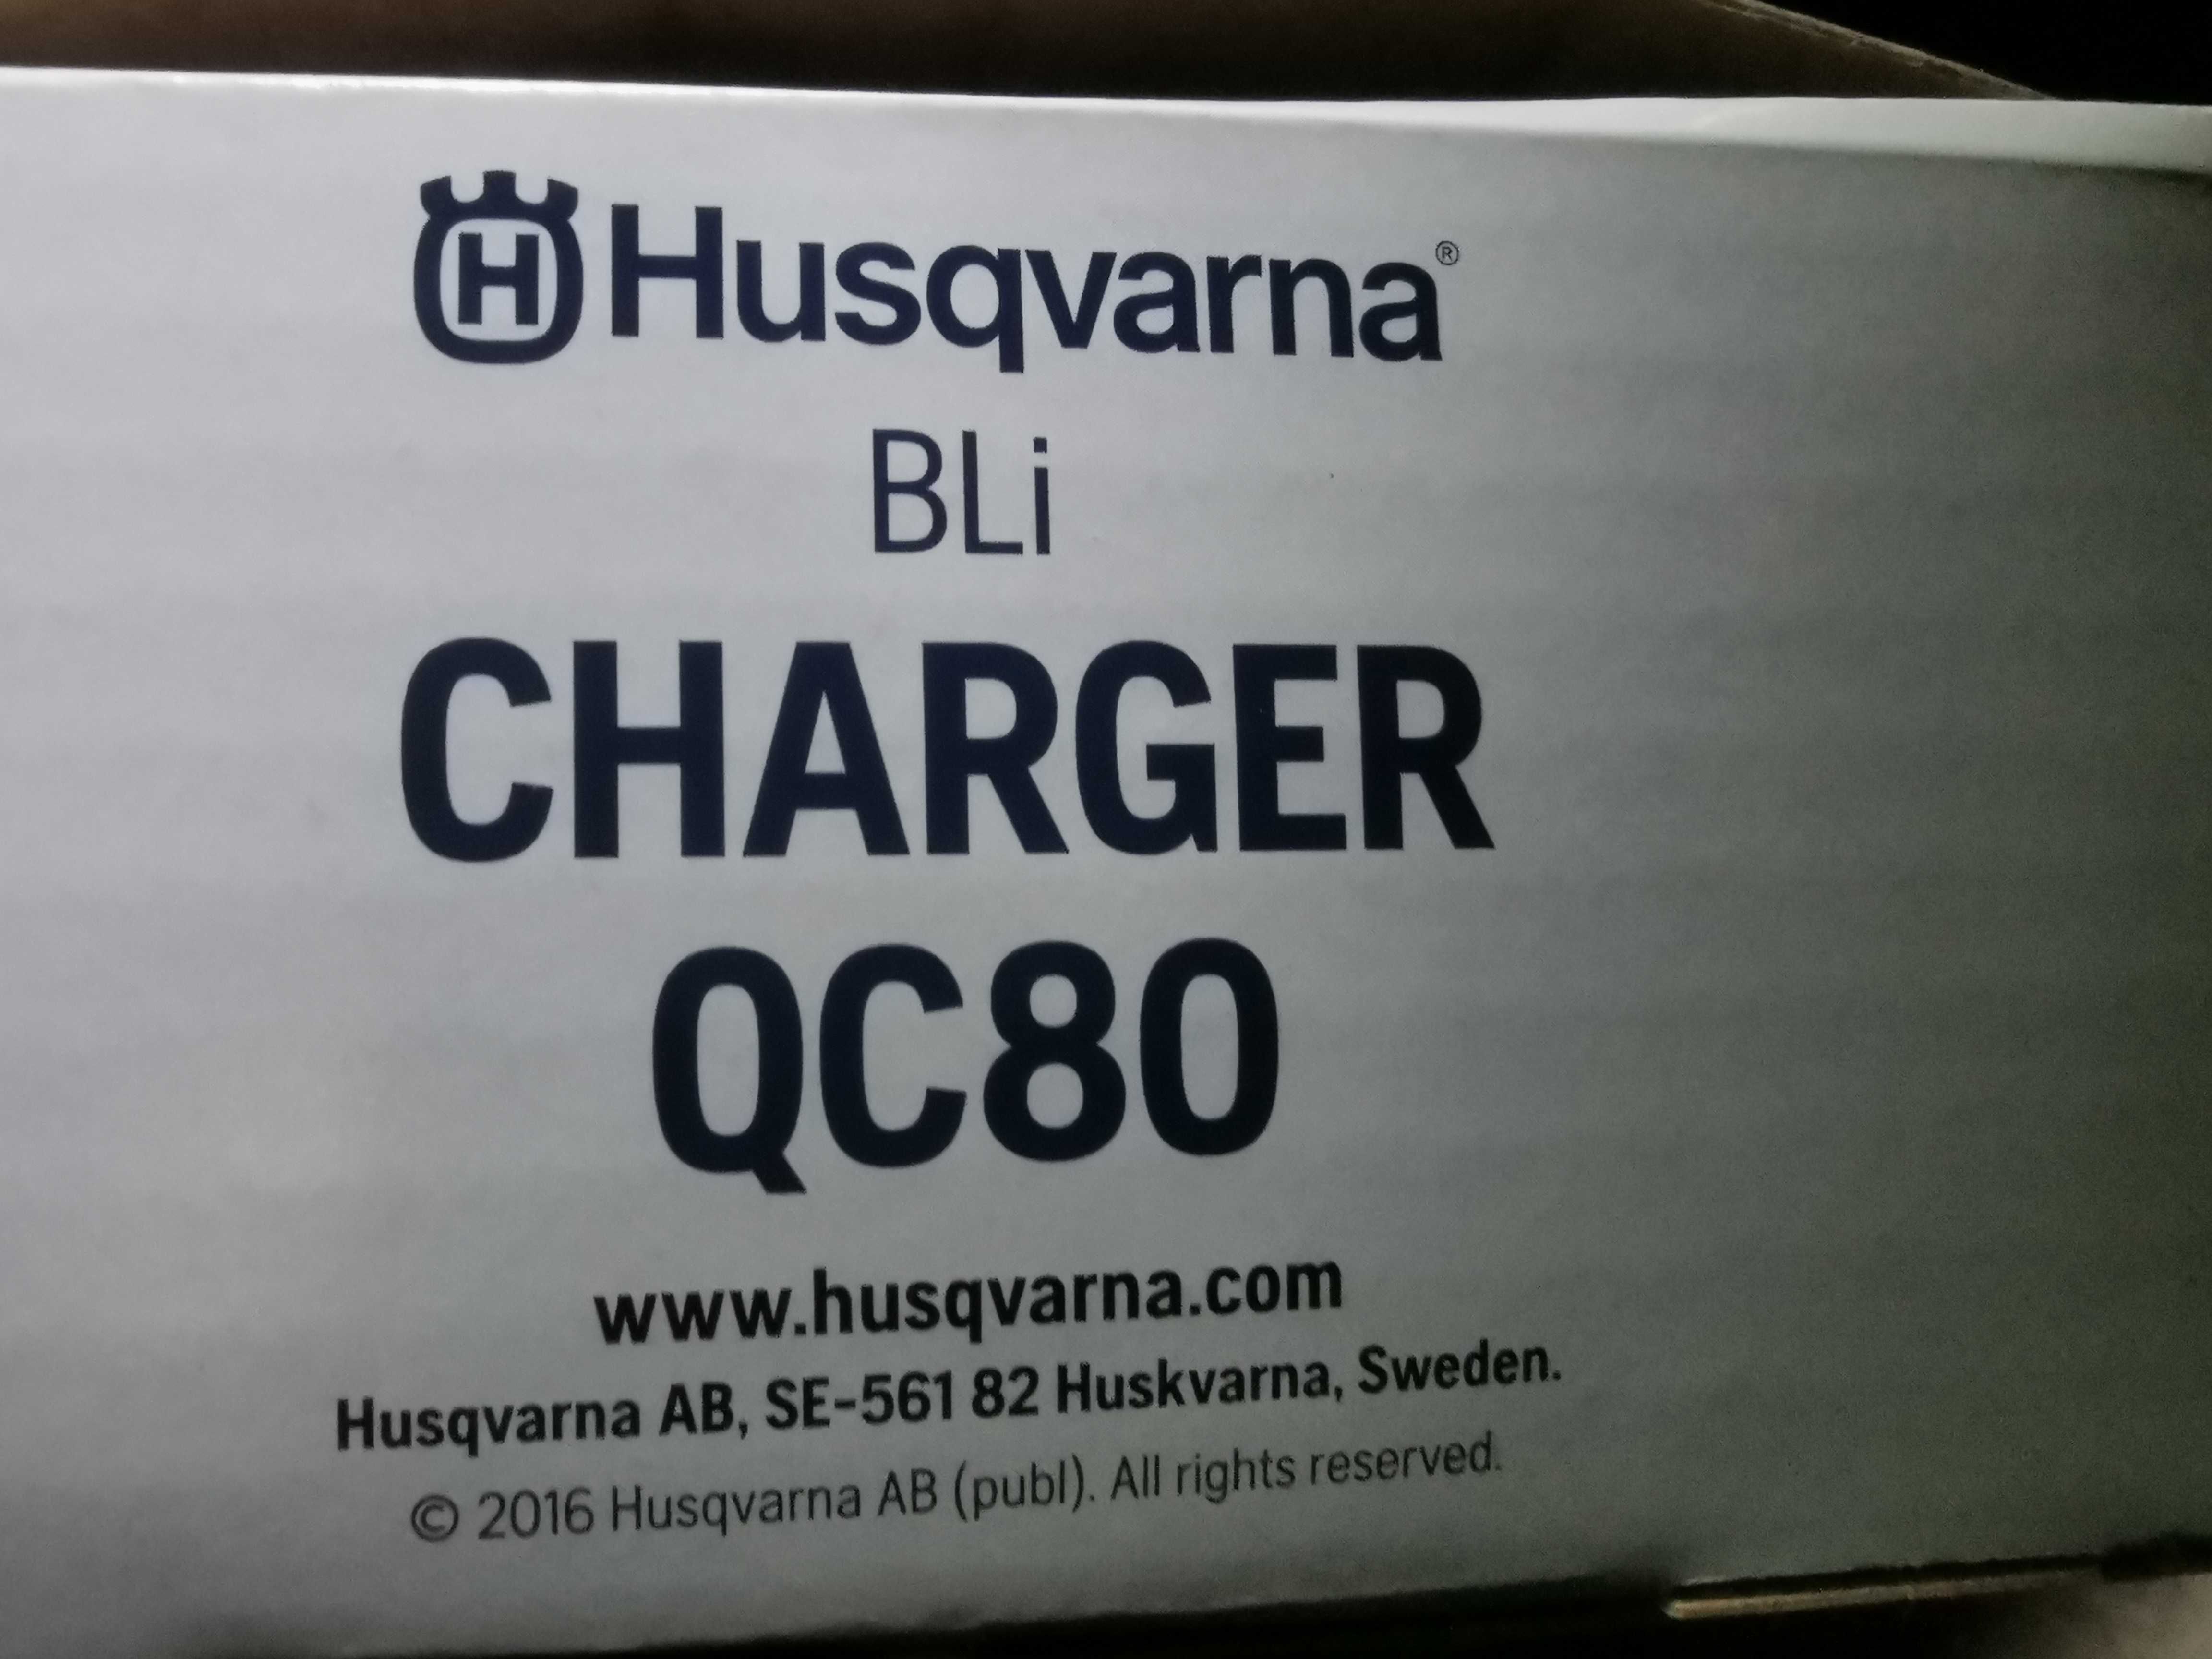 Husqvarna®
BLi
CHARGER
QC80
www.husqvarna.com
Husqvarna AB, SE-561 82 Huskvarna, Sweden.
© 2016 Husqvarna AB (publ). All rights reserved.